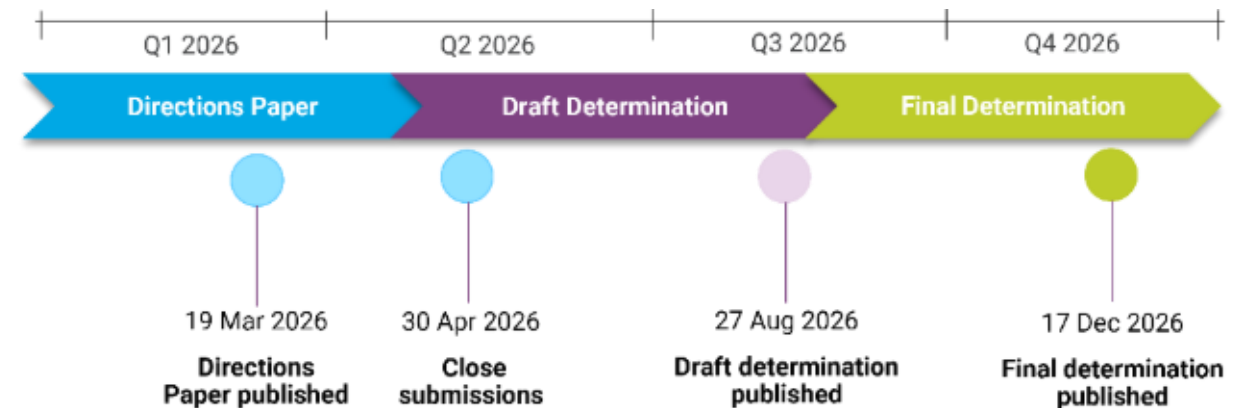 Q1 2026
Q2 2026
Q3 2026
Q4 2026
Directions Paper
Draft Determination
Final Determination
19 Mar 2026
Directions
Paper published
30 Apr 2026
Close
submissions
27 Aug 2026
Draft determination
published
17 Dec 2026
Final determination
published